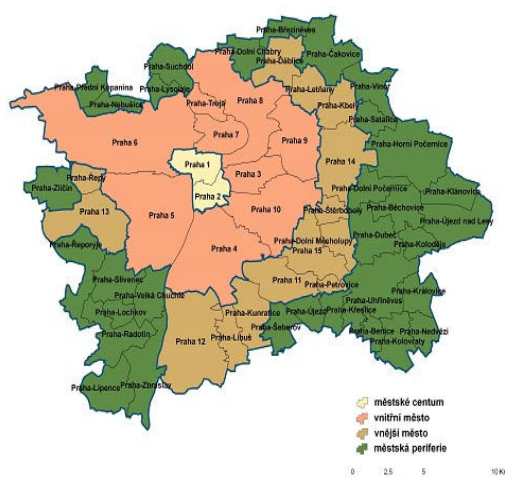 Praha-Březiněves
Praha-Dolní Chabry
Praha-Čakovice
Praha-Suchdol
Praha-Ďáblice
Praha-Vinoř
Praha-Přední Kopanina
Praha-Lysolaje
Praha-Letňany
Praha-Nebušice
Praha-Troja
Praha 8
Praha-Kbely
Praha-Satalice
Praha 7
Praha 6
Praha 9
Praha-Horní Počernice
Praha 1
Praha 14
Praha-Řepy
Praha 3
Praha-Zličín
Praha-Dolní Počernice
Praha-Klánovice
Praha 2
Praha 13
Praha 5
Praha 10
Praha-Štěrboholy
Praha-Běchovice
Praha-Újezd nad Lesy
Praha-Dubeč
Praha-Řeporyje
Praha 4
Praha-Dolní Měcholupy
Praha-Koloděje
Praha 15
Praha-Slivenec
Praha 11
Praha-Petrovice
Praha-Královice
Praha-Velká Chuchle
Praha-Uhříněves
Praha-Lochkov
Praha-Kunratice
Praha-Újezd
Praha-Křeslice
Praha-Šeberov
Praha-Radotín
Praha-Benice
Praha-Nedvězí
Praha 12
Praha-Libuš
Praha-Kolovraty
Praha-Lipence
Praha-Zbraslav
městské centum
vnitřní město
vnější město
městská periferie
0 2.5 5 10 Km